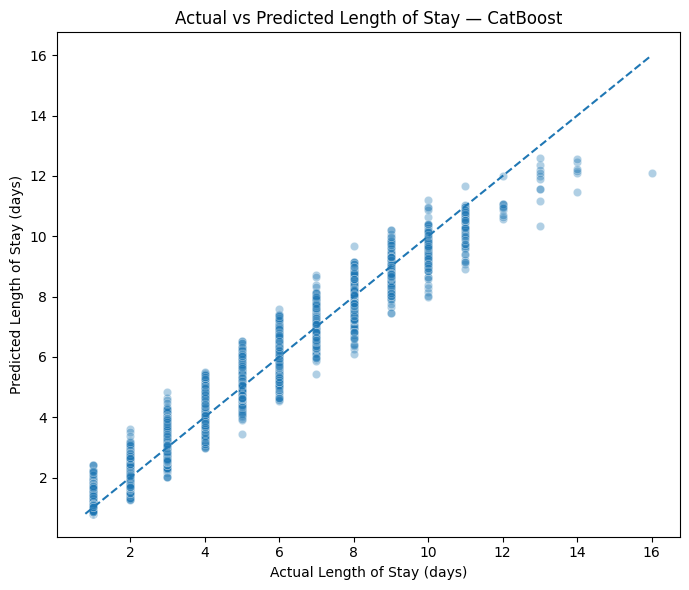 Actual vs Predicted Length of Stay — CatBoost
Predicted Length of Stay (days)
16
14
12
10
8
6
4
2
2 4 6 8 10 12 14 16
Actual Length of Stay (days)